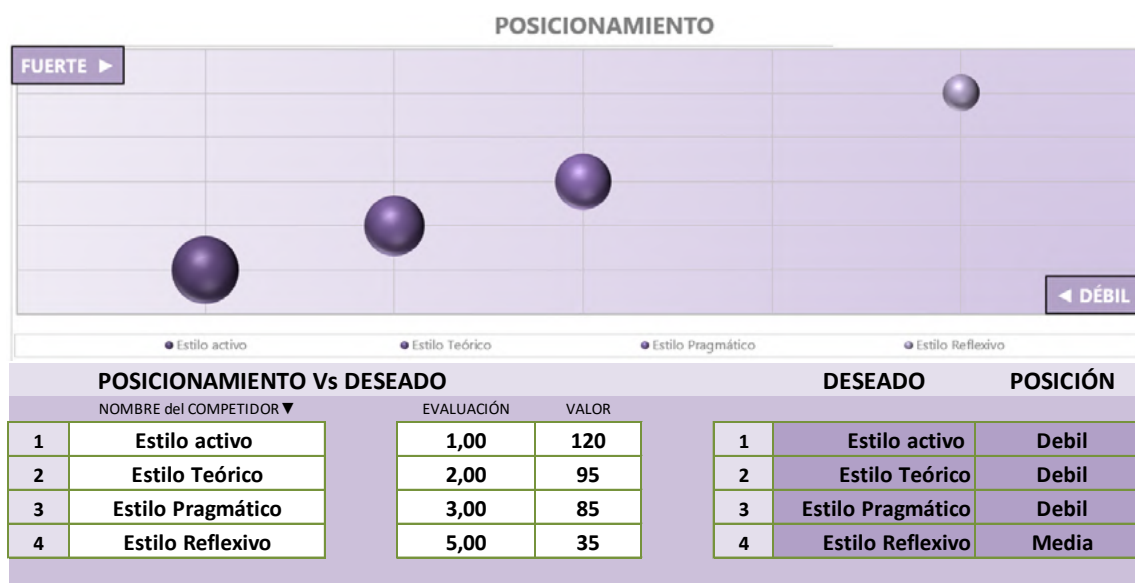 POSICIONAMIENTO
FUERTE ►
◄ DÉBIL
Estilo activo Estilo Teórico Estilo Pragmático Estilo Reflexivo
POSICIONAMIENTO Vs DESEADO DESEADO POSICIÓN
NOMBRE del COMPETIDOR▼ EVALUACIÓN VALOR
1 Estilo activo 1,00 120 1 Estilo activo Debil
2 Estilo Teórico 2,00 95 2 Estilo Teórico Debil
3 Estilo Pragmático 3,00 85 3 Estilo Pragmático Debil
4 Estilo Reflexivo 5,00 35 4 Estilo Reflexivo Media